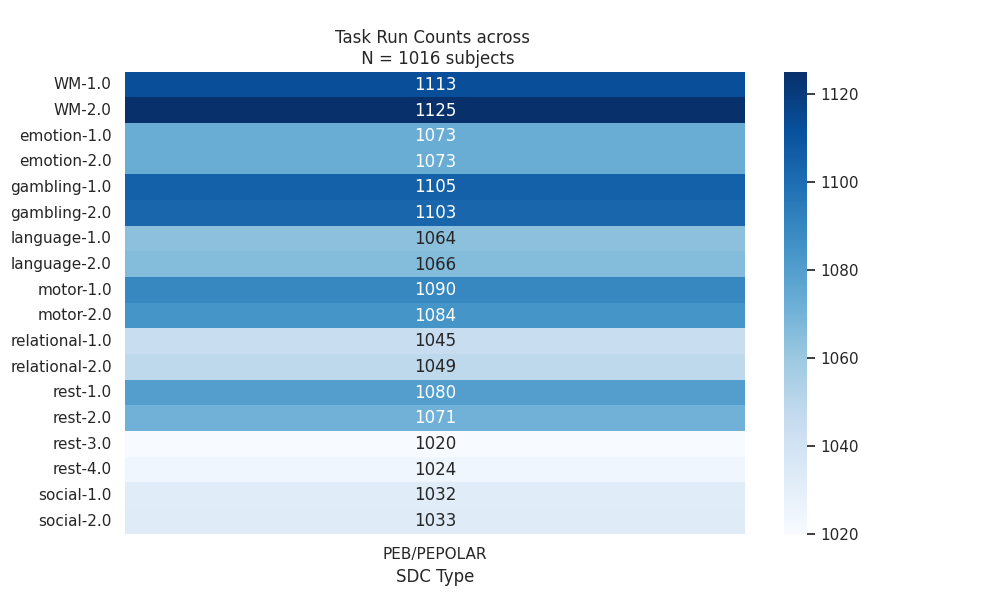 Task Run Counts across
N = 1016 subjects
WM-1.0 1113
WM-2.0 1125
emotion-1.0 1073
emotion-2.0 1073
gambling-1.0 1105
gambling-2.0 1103
language-1.0 1064
language-2.0 1066
motor-1.0 1090
motor-2.0 1084
relational-1.0 1045
relational-2.0 1049
rest-1.0 1080
rest-2.0 1071
rest-3.0 1020
rest-4.0 1024
social-1.0 1032
social-2.0 1033
PEB/PEPOLAR
SDC Type
1120
1100
1080
1060
1040
1020